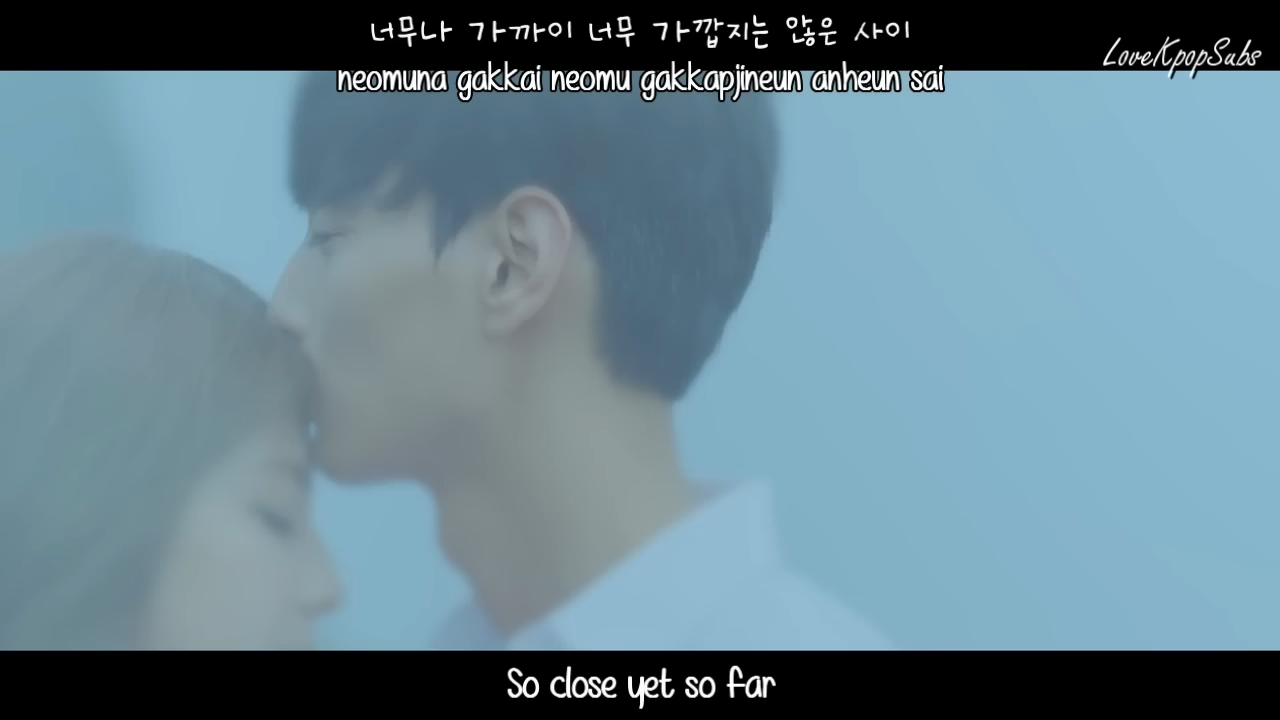 너무나 가까이 너무 가깝지는 않은 사이
LoveKpopSubs
neomuna gakkai neomu gakkapjineun anheun sai
So close yet so far